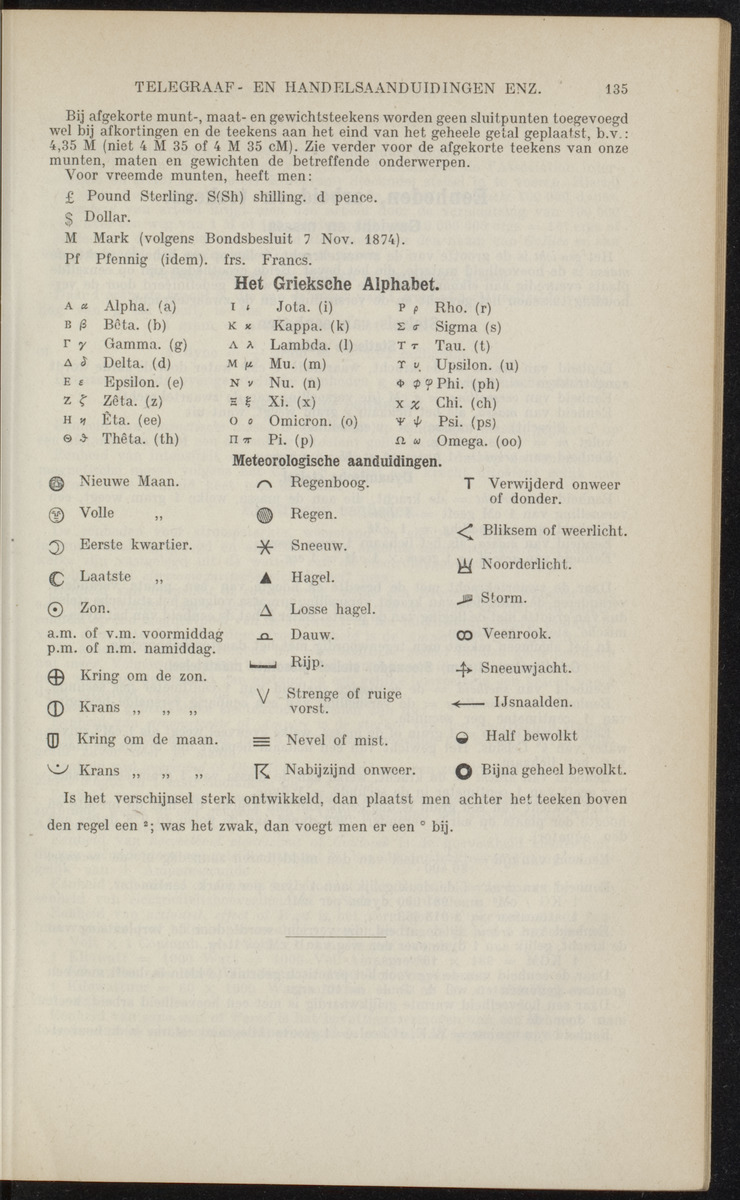 TELEGRAAF- EN HANDELSAANDUIDINGEN ENZ. 135
Bij afgekorte munt-, maat- en gewichtsteekens worden geen sluitpunten toegevoegd
wel bij afkortingen en de teekens aan het eind van het geheele getal geplaatst, b.v.:
4,35 M (niet 4 M 35 of 4 M 35 cM). Zie verder voor de afgekorte teekens van onze
munten, maten en gewichten de betreffende onderwerpen.
Voor vreemde munten, heeft men:
£ Pound Sterling. S(Sh) shilling. d pence.
$ Dollar.
M Mark (volgens Bondsbesluit 7 Nov. 1874).
Pf Pfennig (idem). frs. Francs.
Het Grieksche Alphabet.
Α α Alpha. (a) Ι ι Jota. (i) Ρ ρ Rho. (r)
Β β Bêta. (b) Κ κ Kappa. (k) Σ σ Sigma (s)
Γ γ Gamma. (g) Λ λ Lambda. (l) Τ τ Tau. (t)
Δ δ Delta. (d) Μ μ Mu. (m) Υ υ Upsilon. (u)
Ε ε Epsilon. (e) Ν ν Nu. (n) Φ ϕ φ Phi. (ph)
Ζ ζ Zêta. (z) Ξ ξ Xi. (x) Χ χ Chi. (ch)
Η η Êta. (ee) Ο ο Omicron. (o) Ψ ψ Psi. (ps)
Θ ϑ Thêta. (th) Π π Pi. (p) Ω ω Omega. (oo)
Meteorologische aanduidingen.
Nieuwe Maan.
Volle „
Eerste kwartier.
Laatste „
Zon.
a.m. of v.m. voormiddag
p.m. of n.m. namiddag.
Kring om de zon.
Krans „ „ „
Kring om de maan.
Krans „ „ „
Regenboog.
Regen.
Sneeuw.
Hagel.
Losse hagel.
Dauw.
Rijp.
Strenge of ruige
vorst.
Nevel of mist.
Nabijzijnd onweer.
Verwijderd onweer
of donder.
Bliksem of weerlicht.
Noorderlicht.
Storm.
Veenrook.
Sneeuwjacht.
IJsnaalden.
Half bewolkt
Bijna geheel bewolkt.
Is het verschijnsel sterk ontwikkeld, dan plaatst men achter het teeken boven
den regel een ²; was het zwak, dan voegt men er een ° bij.